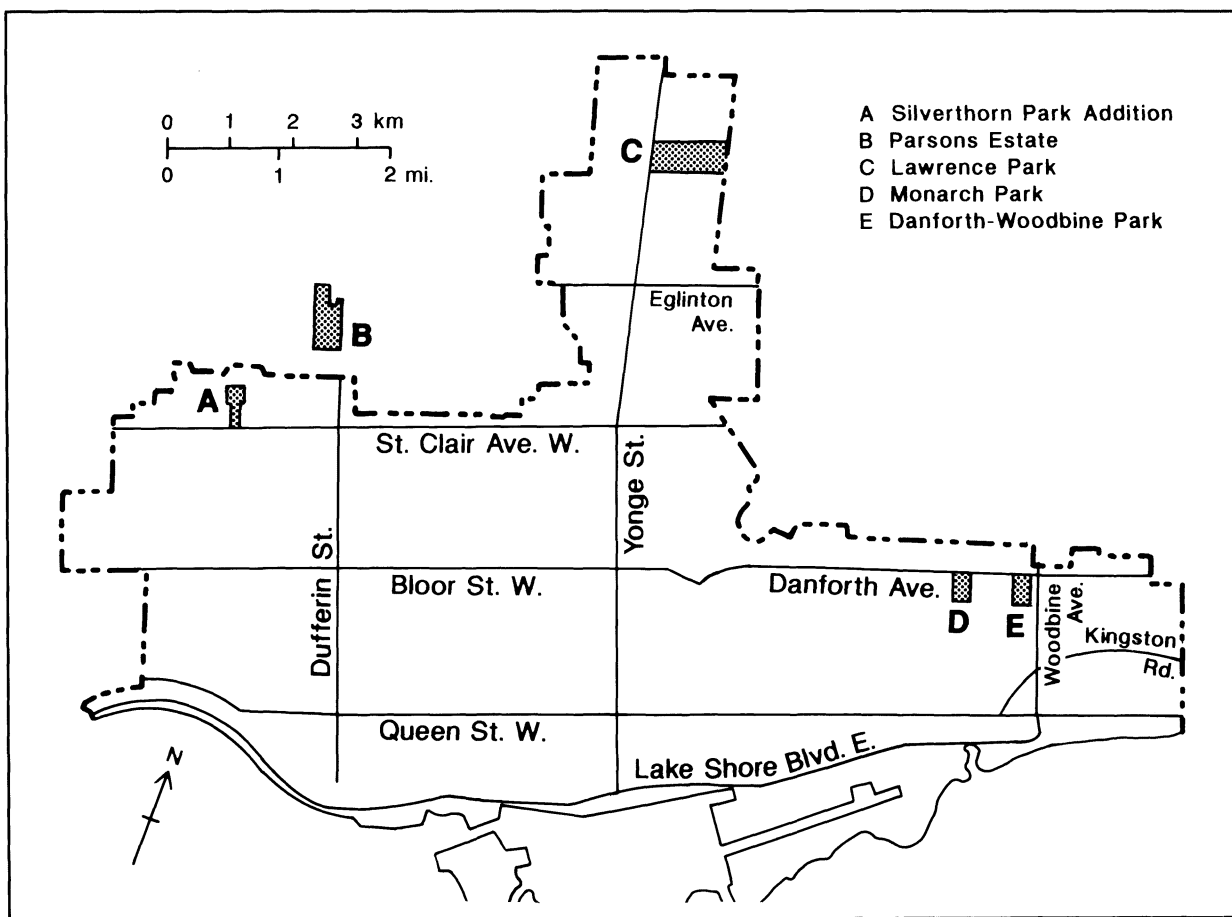 0 1 2 3 km
0 1 2 mi.
A Silverthorn Park Addition
B Parsons Estate
C Lawrence Park
D Monarch Park
E Danforth-Woodbine Park
C
Eglinton
Ave.
B
A
St. Clair Ave. W.
Yonge St.
Dufferin St.
Bloor St. W.
Danforth Ave.
D
E
Woodbine
Ave.
Kingston
Rd.
Queen St. W.
Lake Shore Blvd. E.
N